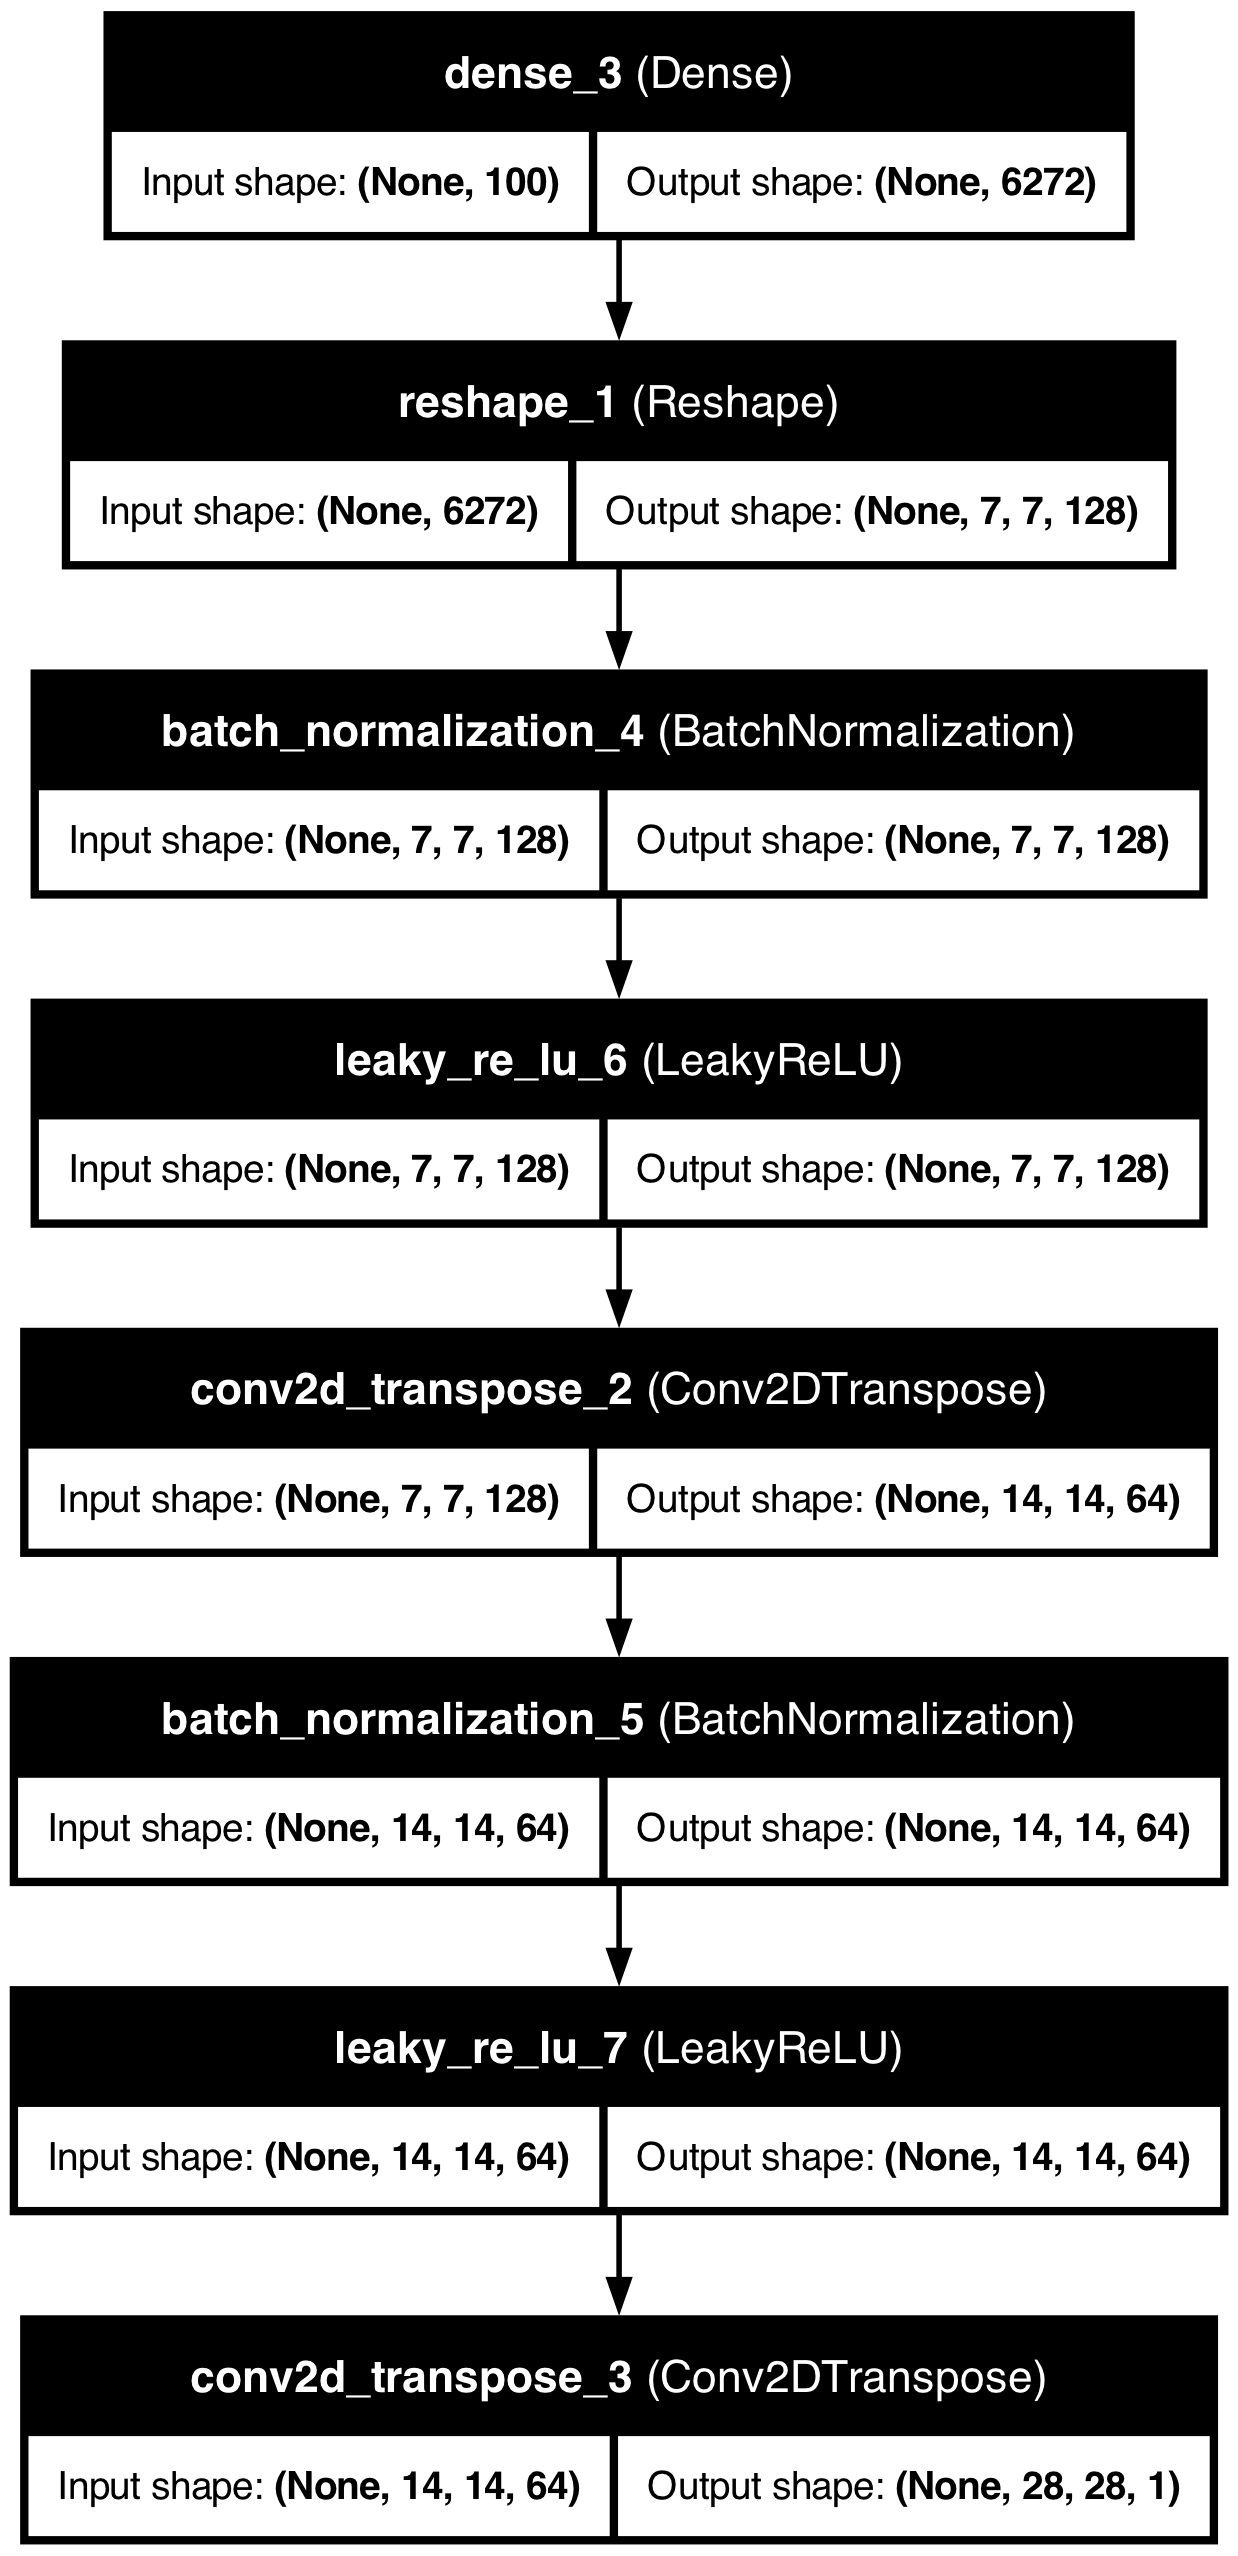 dense_3 (Dense)
Input shape: (None, 100) Output shape: (None, 6272)
reshape_1 (Reshape)
Input shape: (None, 6272) Output shape: (None, 7, 7, 128)
batch_normalization_4 (BatchNormalization)
Input shape: (None, 7, 7, 128) Output shape: (None, 7, 7, 128)
leaky_re_lu_6 (LeakyReLU)
Input shape: (None, 7, 7, 128) Output shape: (None, 7, 7, 128)
conv2d_transpose_2 (Conv2DTranspose)
Input shape: (None, 7, 7, 128) Output shape: (None, 14, 14, 64)
batch_normalization_5 (BatchNormalization)
Input shape: (None, 14, 14, 64) Output shape: (None, 14, 14, 64)
leaky_re_lu_7 (LeakyReLU)
Input shape: (None, 14, 14, 64) Output shape: (None, 14, 14, 64)
conv2d_transpose_3 (Conv2DTranspose)
Input shape: (None, 14, 14, 64) Output shape: (None, 28, 28, 1)